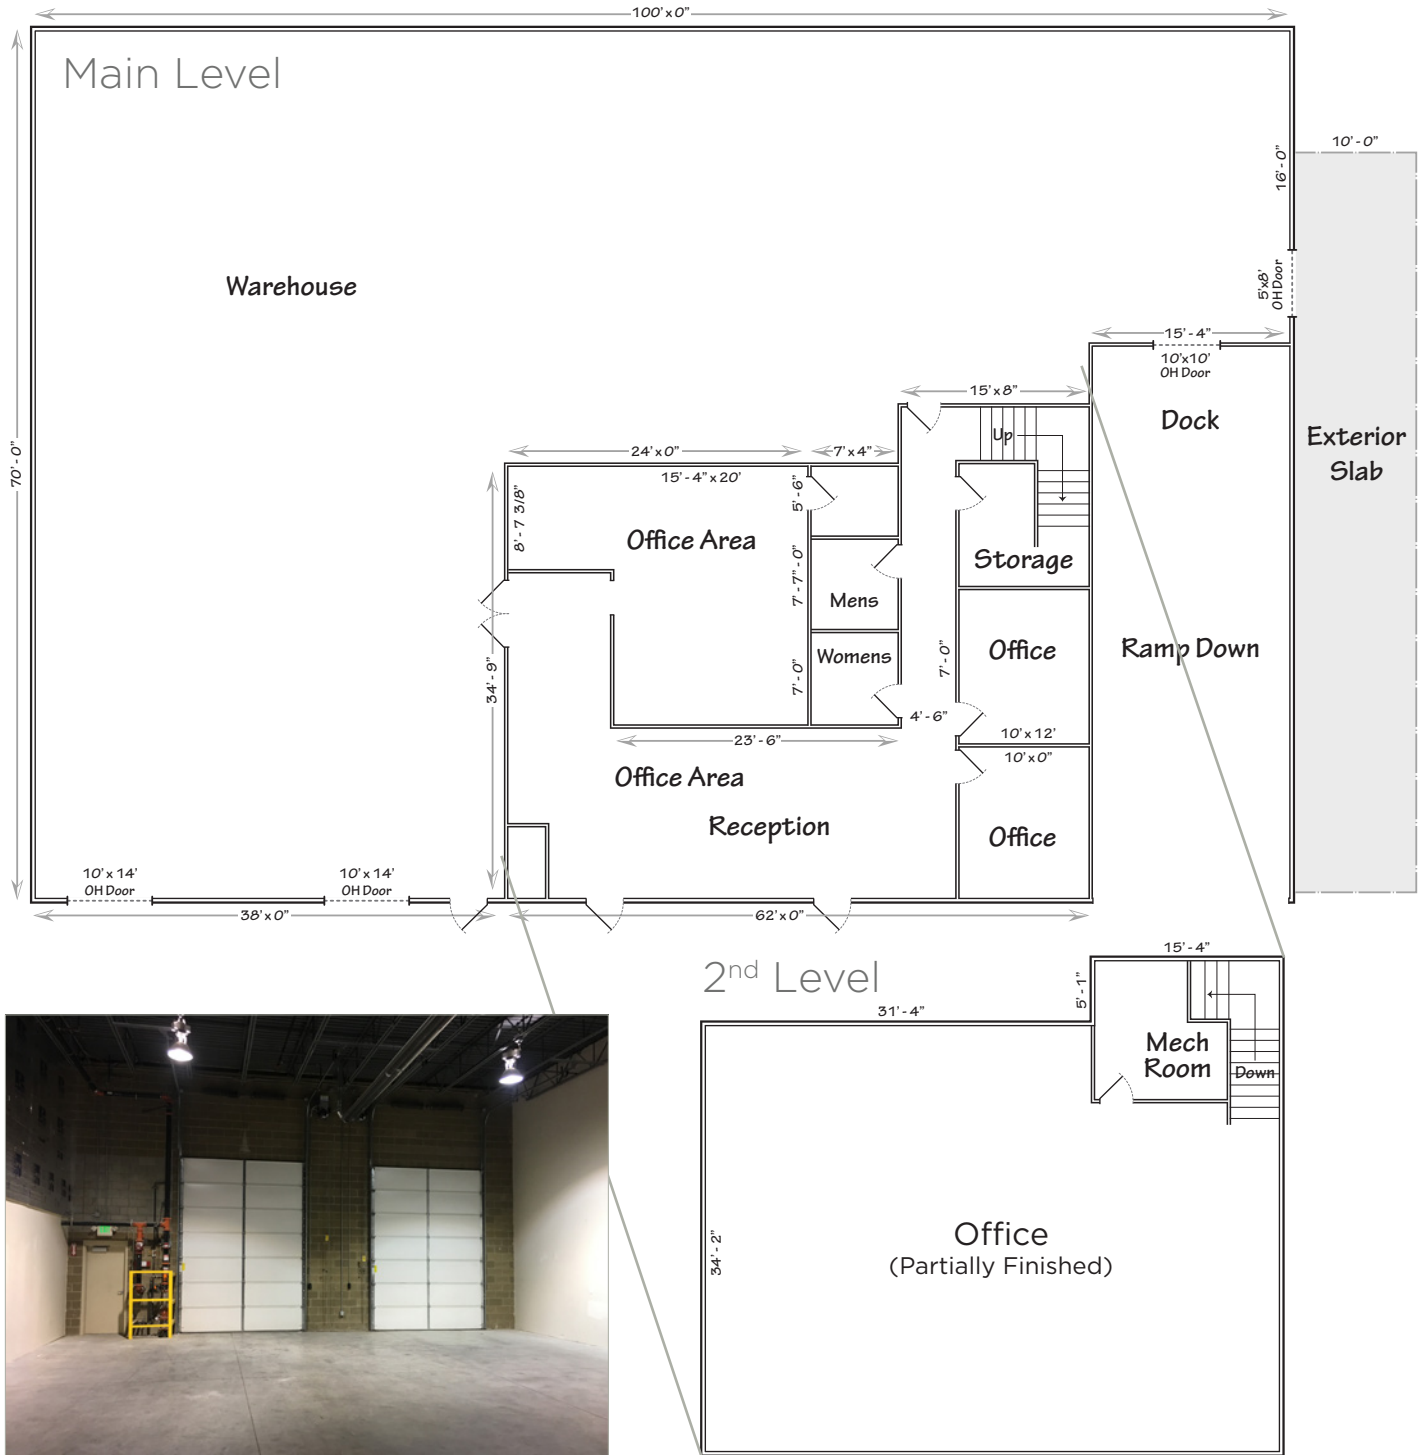 100' x 0"
Main Level
10' - 0"
16' - 0"
Warehouse
5'x8'
OH Door
15' - 4"
10'x10'
OH Door
15' x 8"
Dock
Up
Exterior
Slab
70' - 0"
24' x 0"
7' x 4"
15' - 4" x 20'
5' - 6"
8' - 7 3/8"
Office Area
Storage
7' - 7" - 0"
Mens
Office
Ramp Down
Womens
7' - 0"
7' - 0"
34' - 9"
4' - 6"
10' x 12'
23' - 6"
10' x 0"
Office Area
Reception
Office
10' x 14'
OH Door
10' x 14'
OH Door
38' x 0"
62' x 0"
2nd Level
15' - 4"
5' - 1"
31' - 4"
Mech
Room
Down
34' - 2"
Office
(Partially Finished)